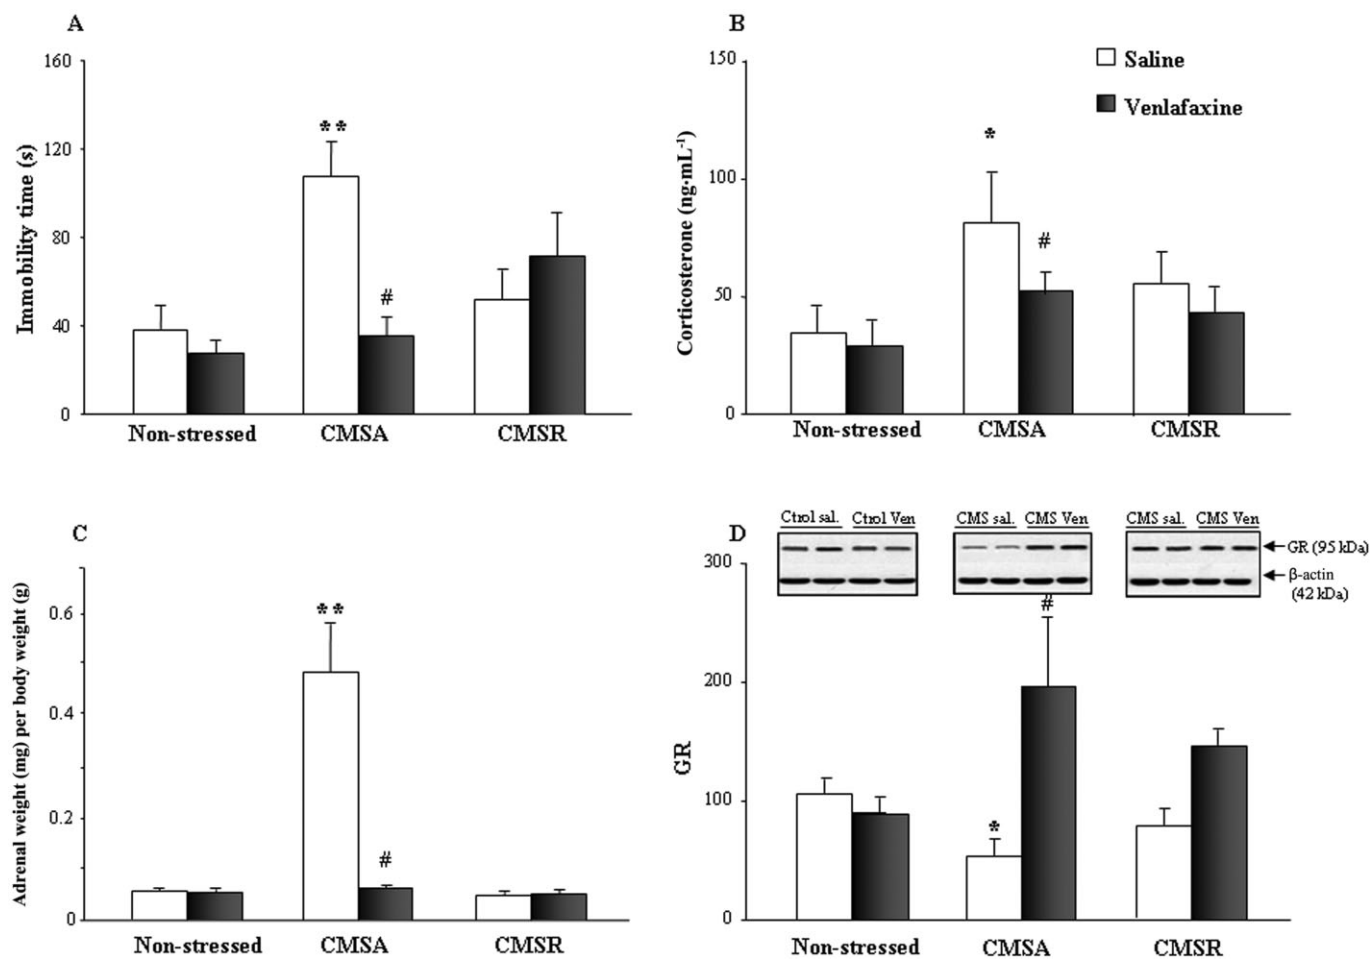 A
160
120
80
40
0
Immobility time (s)
**
#
Non-stressed
CMSA
CMSR
B
150
100
50
0
Corticosterone (ng·mL-1)
*
#
Non-stressed
CMSA
CMSR
Saline
Venlafaxine
C
0.6
0.4
0.2
0
Adrenal weight (mg) per body weight (g)
**
#
Non-stressed
CMSA
CMSR
D
Ctrol sal. Ctrol Ven
CMS sal. CMS Ven
CMS sal. CMS Ven
GR (95 kDa)
β-actin
(42 kDa)
300
200
100
0
GR
*
#
Non-stressed
CMSA
CMSR